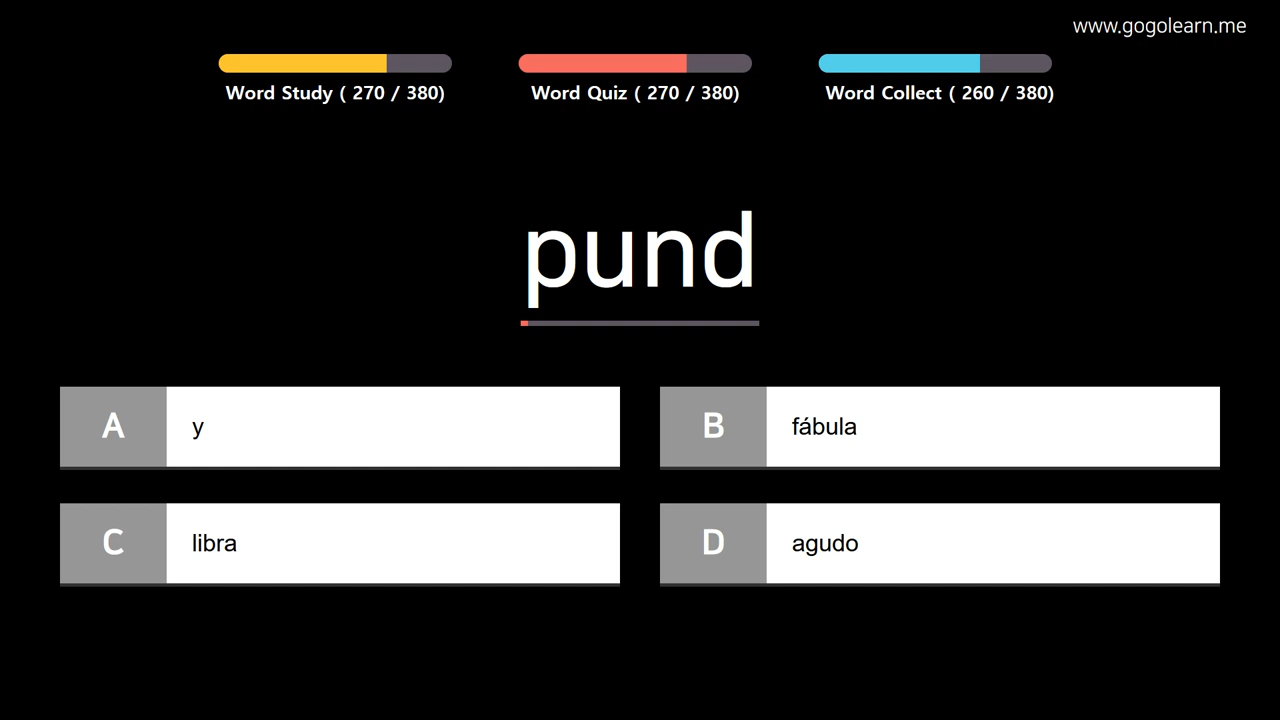 www.gogolearn.me
Word Study ( 270 / 380)
Word Quiz ( 270 / 380)
Word Collect ( 260 / 380)
pund
A
y
B
fábula
C
libra
D
agudo